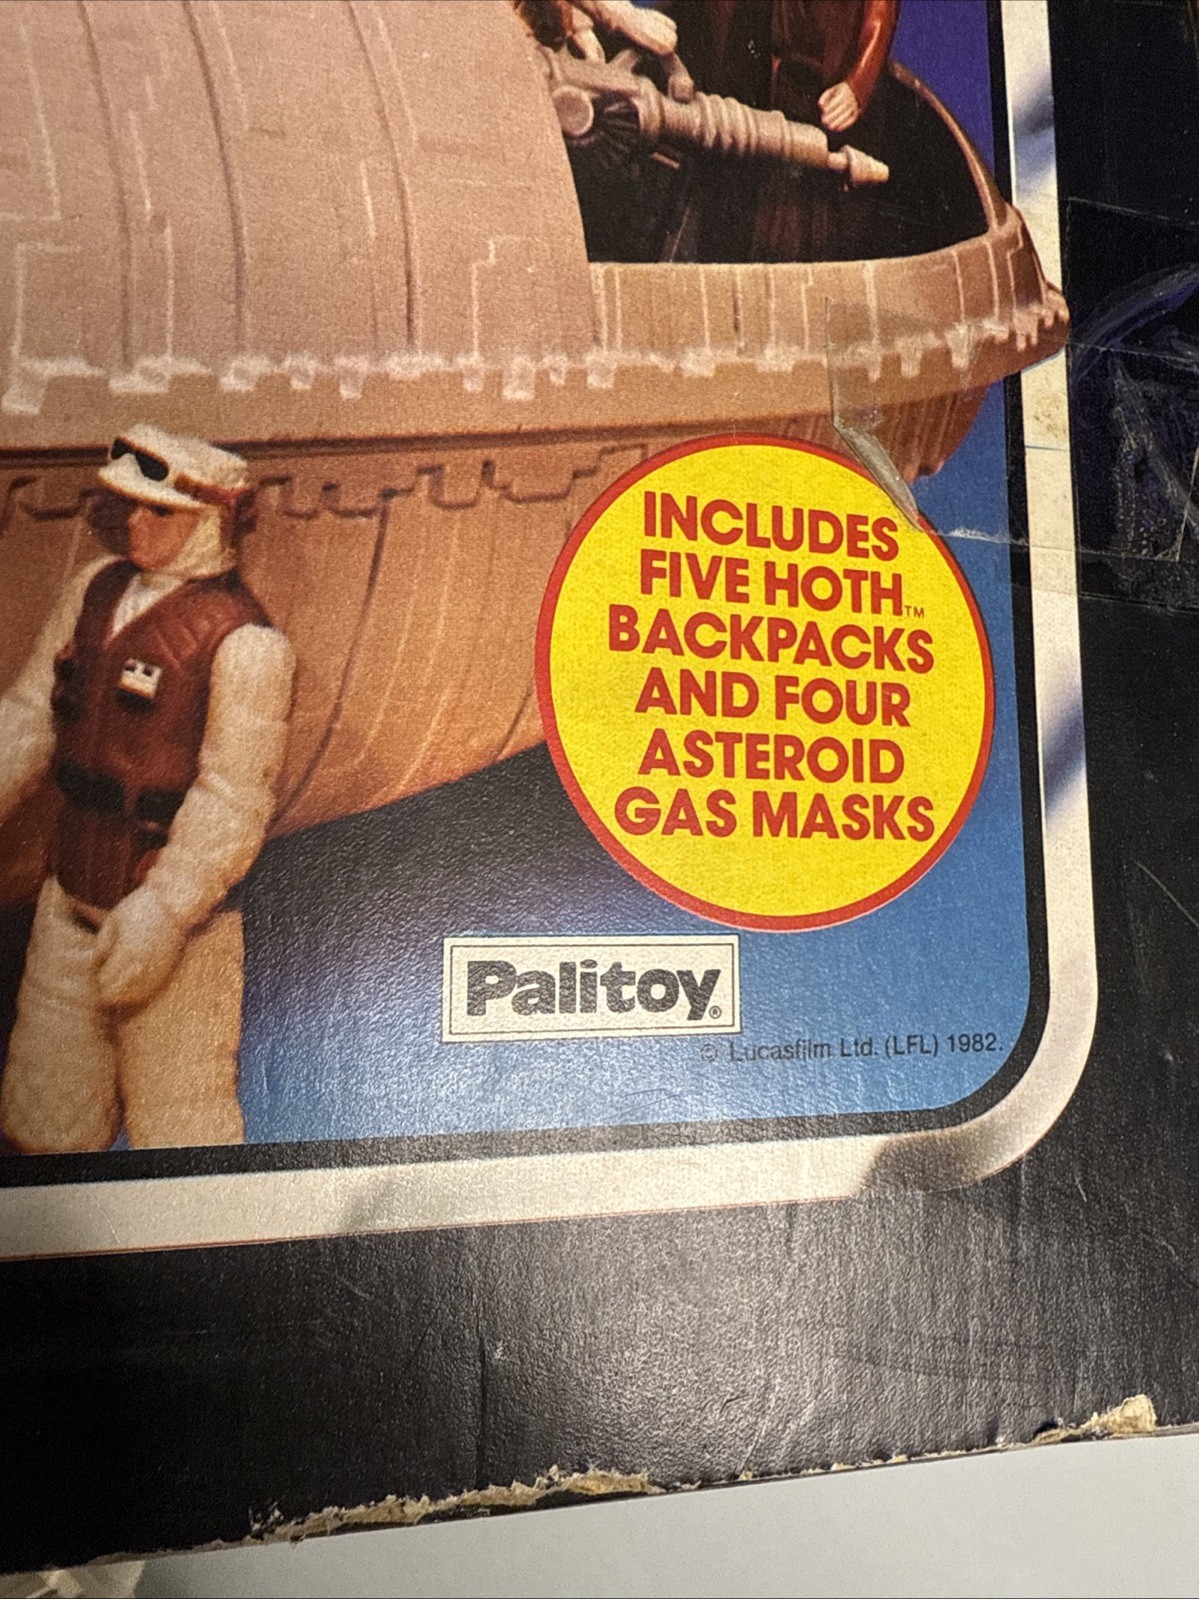 INCLUDES
FIVE HOTH™
BACKPACKS
AND FOUR
ASTEROID
GAS MASKS
Palitoy®
© Lucasfilm Ltd. (LFL) 1982.